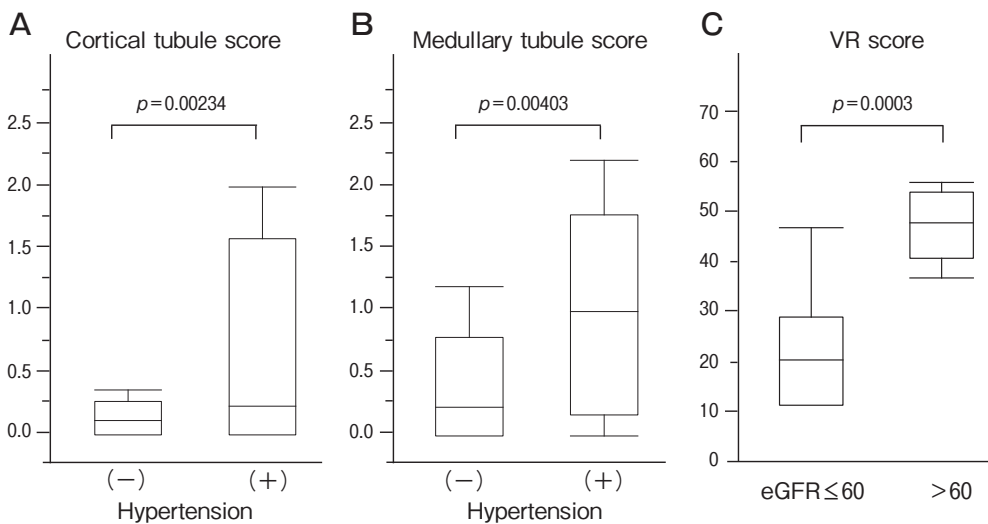 A
Cortical tubule score
p=0.00234
2.5
2.0
1.5
1.0
0.5
0.0
(−)
(+)
Hypertension
B
Medullary tubule score
p=0.00403
2.5
2.0
1.5
1.0
0.5
0.0
(−)
(+)
Hypertension
C
VR score
p=0.0003
70
60
50
40
30
20
10
0
eGFR≤60
>60